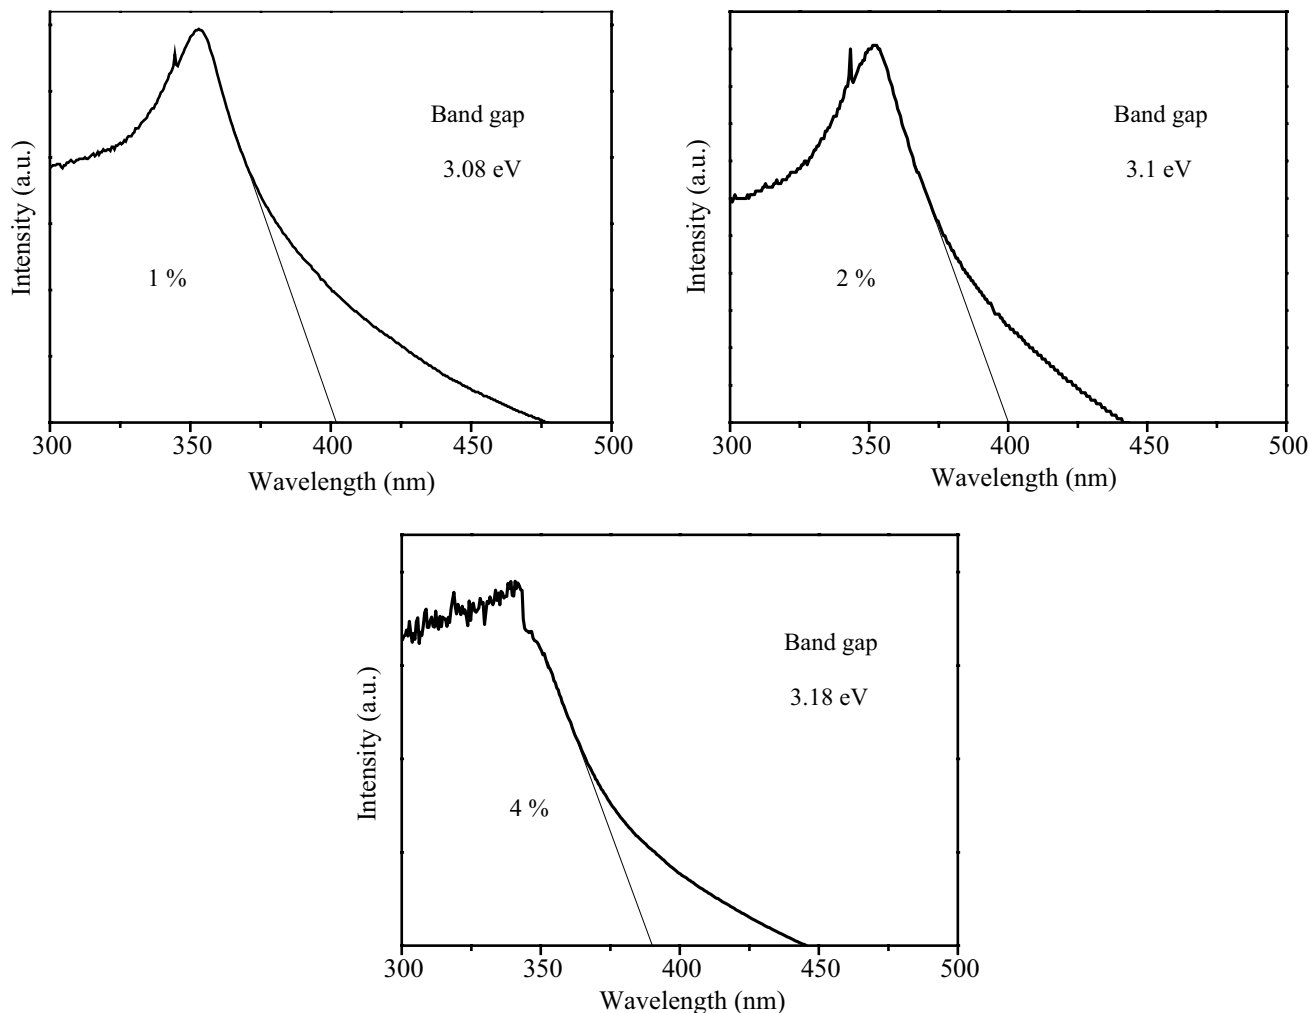 Intensity (a.u.)
Band gap
3.08 eV
1 %
300 350 400 450 500
Wavelength (nm)
Intensity (a.u.)
Band gap
3.1 eV
2 %
300 350 400 450 500
Wavelength (nm)
Intensity (a.u.)
Band gap
3.18 eV
4 %
300 350 400 450 500
Wavelength (nm)